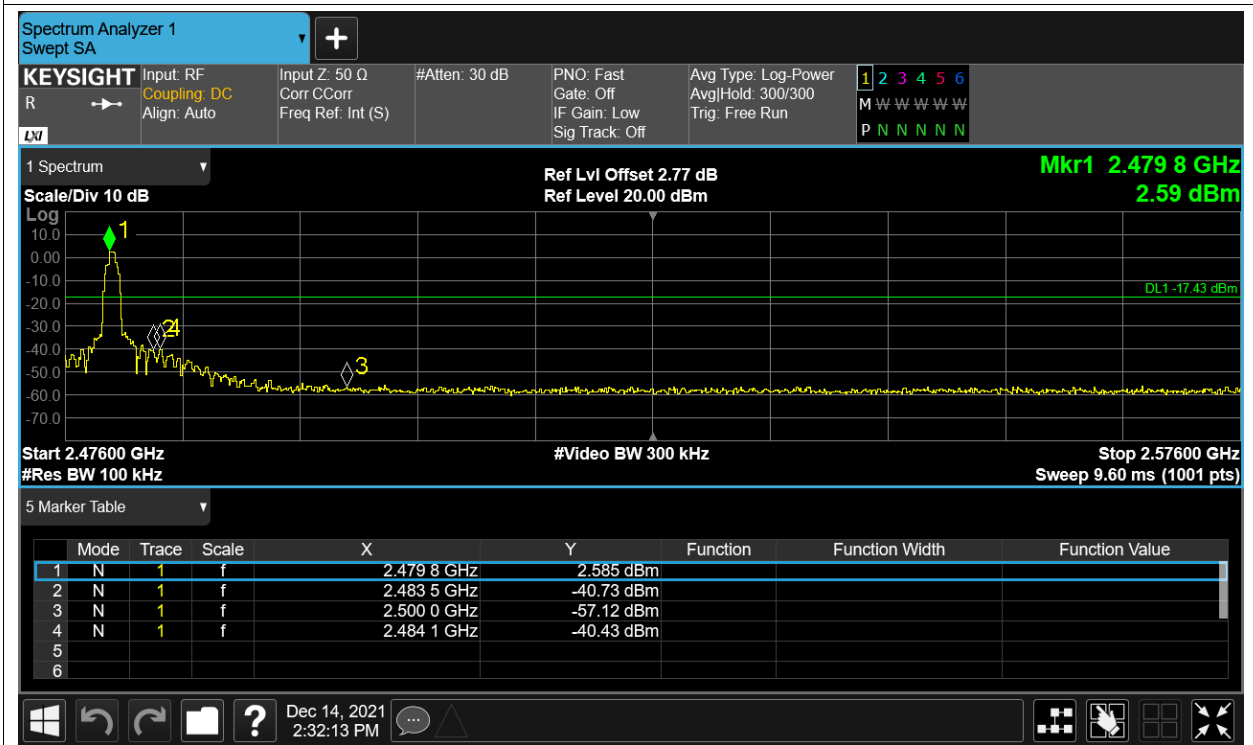 Spectrum Analyzer 1
Swept SA
KEYSIGHT Input: RF Input Z: 50 Ω #Atten: 30 dB PNO: Fast Avg Type: Log-Power 1 2 3 4 5 6
R Coupling: DC Corr CCorr Gate: Off Avg|Hold: 300/300 M W W W W W W
Align: Auto Freq Ref: Int (S) IF Gain: Low Trig: Free Run
LXI Sig Track: Off P N N N N N N
1 Spectrum Ref Lvl Offset 2.77 dB Mkr1 2.479 8 GHz
Scale/Div 10 dB Ref Level 20.00 dBm 2.59 dBm
Log
10.0 1
0.00
-10.0
DL1 -17.43 dBm
-20.0
-30.0 2 4
-40.0
-50.0 3
-60.0
-70.0
Start 2.47600 GHz #Video BW 300 kHz Stop 2.57600 GHz
#Res BW 100 kHz Sweep 9.60 ms (1001 pts)
5 Marker Table
Mode Trace Scale X Y Function Function Width Function Value
1 N 1 f 2.479 8 GHz 2.585 dBm
2 N 1 f 2.483 5 GHz -40.73 dBm
3 N 1 f 2.500 0 GHz -57.12 dBm
4 N 1 f 2.484 1 GHz -40.43 dBm
5
6
? Dec 14, 2021
2:32:13 PM